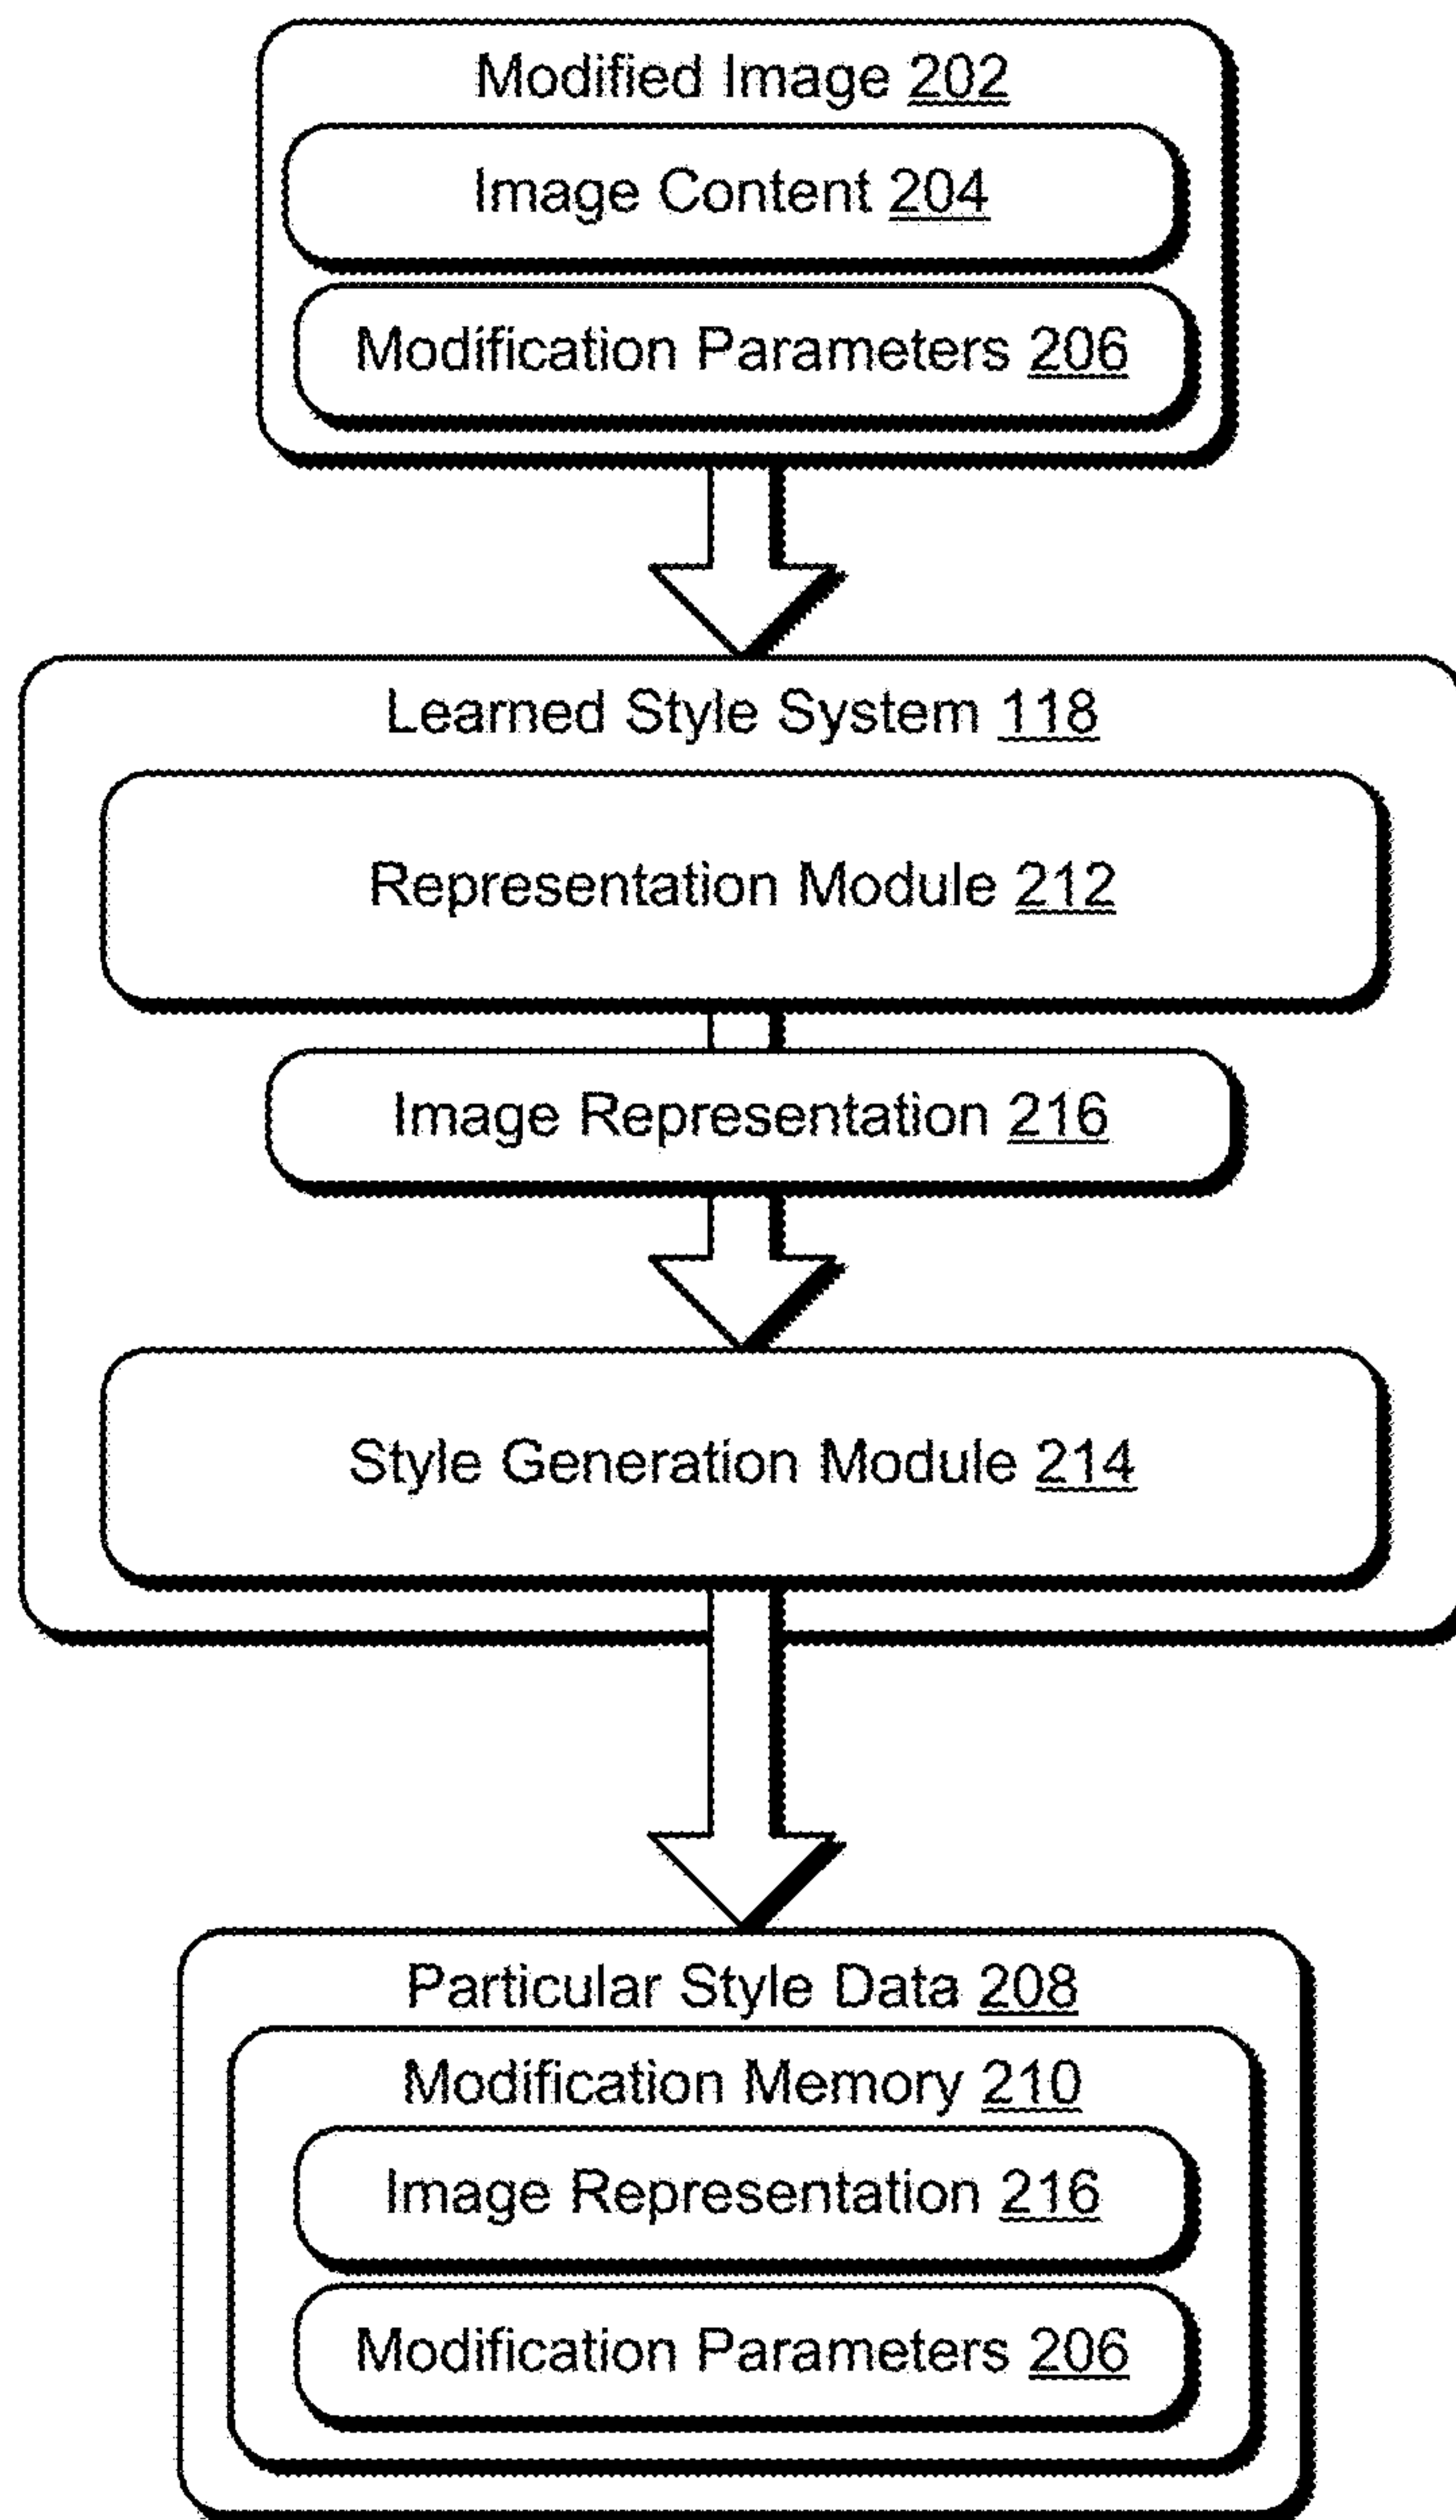 Modified Image 202
Image Content 204
Modification Parameters 206
Learned Style System 118
Representation Module 212
Image Representation 216
Style Generation Module 214
Particular Style Data 208
Modification Memory 210
Image Representation 216
Modification Parameters 206